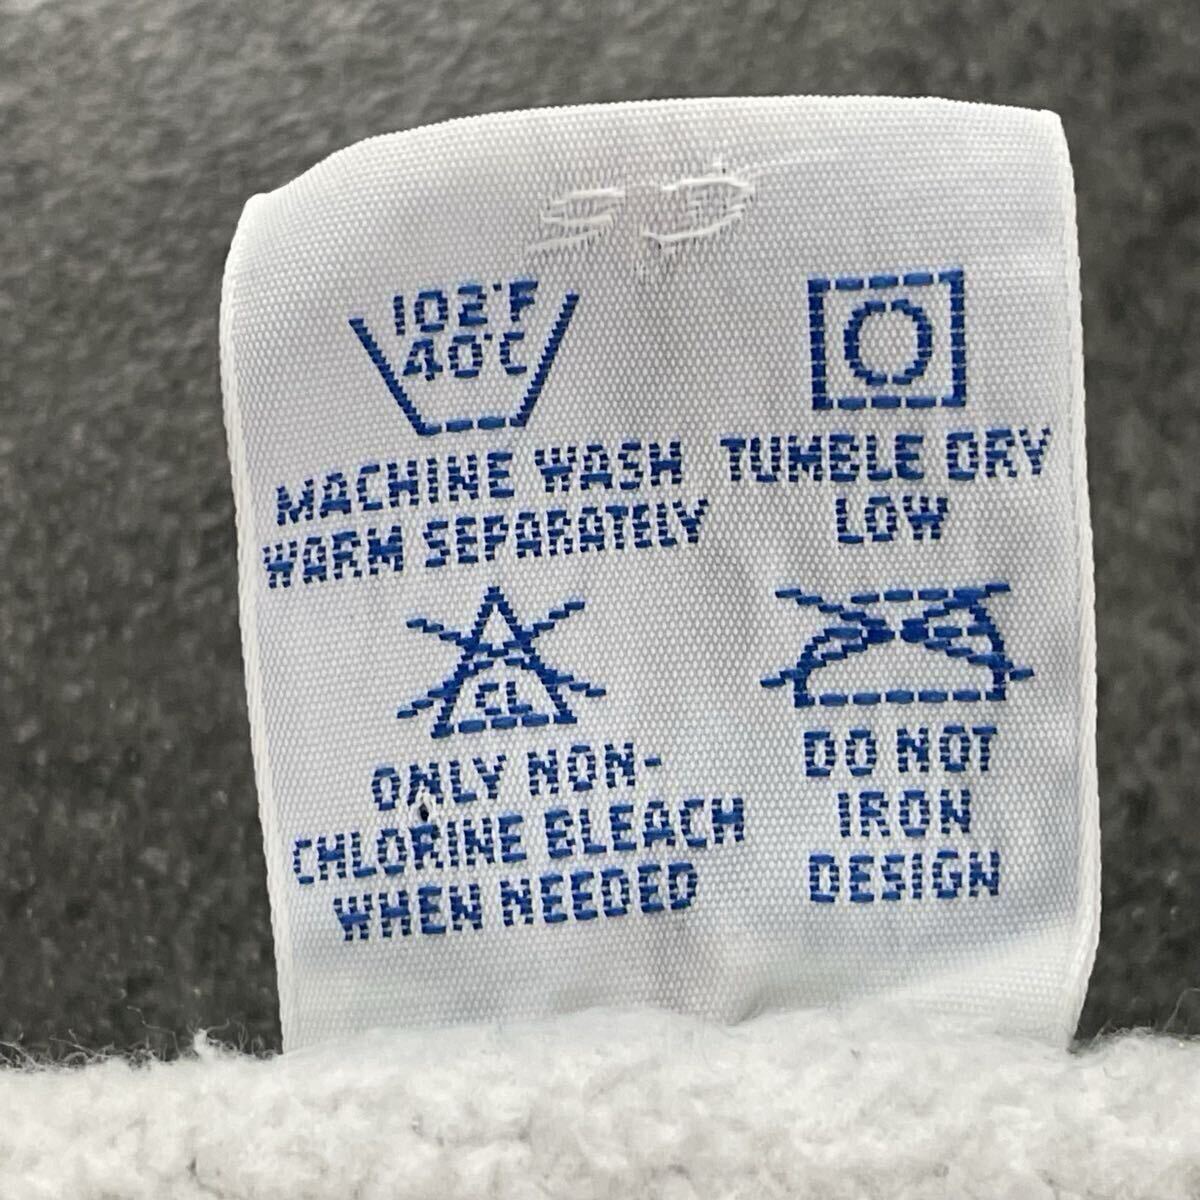 102°F
40°C
MACHINE WASH
WARM SEPARATELY
TUMBLE DRY
LOW
CL
ONLY NON-
CHLORINE BLEACH
WHEN NEEDED
DO NOT
IRON
DESIGN